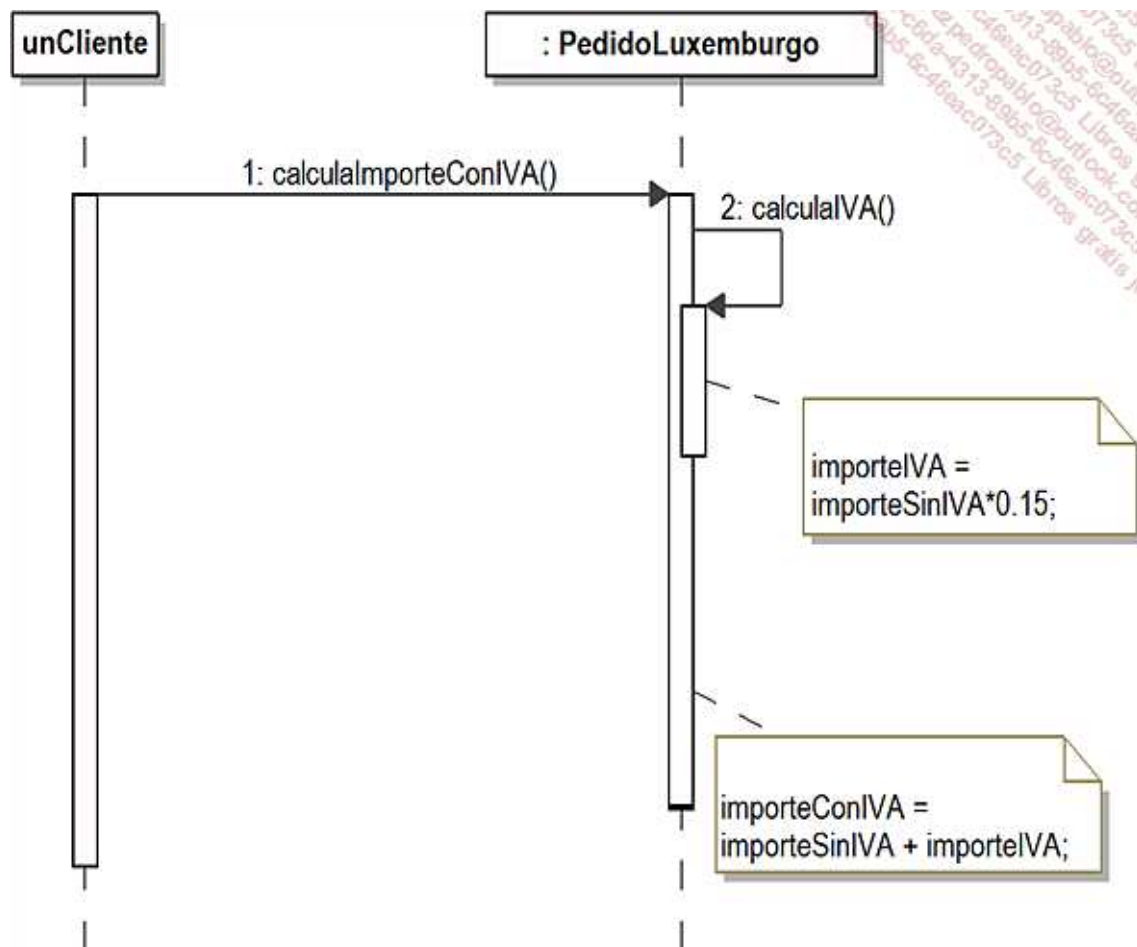 unCliente
: PedidoLuxemburgo
1: calculaImporteConIVA()
2: calculaIVA()
importeIVA =
importeSinIVA*0.15;
importeConIVA =
importeSinIVA + importeIVA;